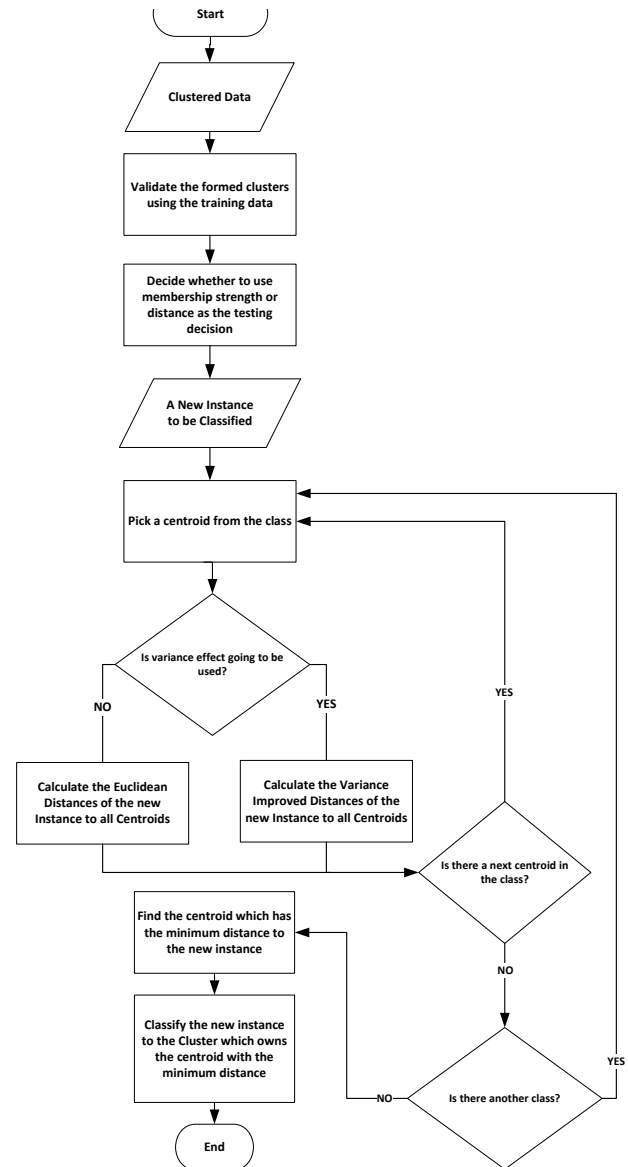 Start
Clustered Data
Validate the formed clusters
using the training data
Decide whether to use
membership strength or
distance as the testing
decision
A New Instance
to be Classified
Pick a centroid from the class
Is variance effect going to be
used?
NO
YES
Calculate the Euclidean
Distances of the new
Instance to all Centroids
Calculate the Variance
Improved Distances of the
new Instance to all Centroids
YES
Is there a next centroid in
the class?
NO
Find the centroid which has
the minimum distance to
the new instance
Classify the new instance
to the Cluster which owns
the centroid with the
minimum distance
NO
Is there another class?
YES
End